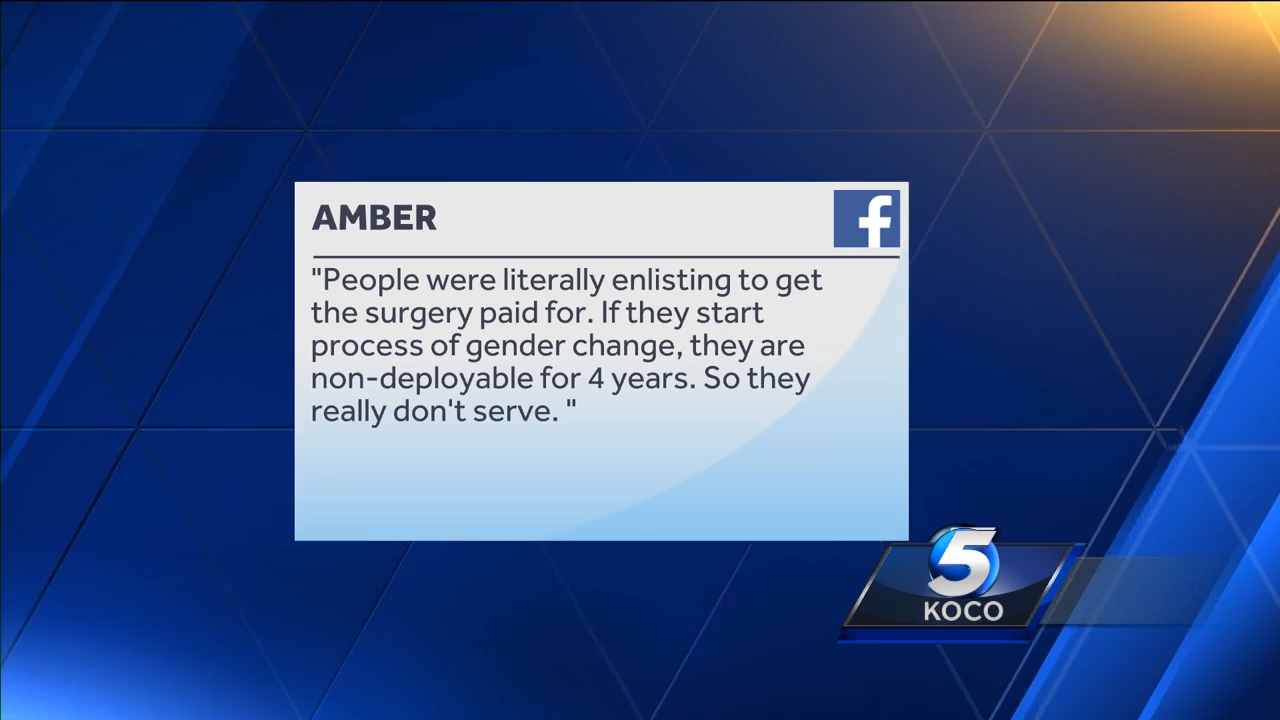 AMBER
f
"People were literally enlisting to get
the surgery paid for. If they start
process of gender change, they are
non-deployable for 4 years. So they
really don't serve. "
5
KOCO